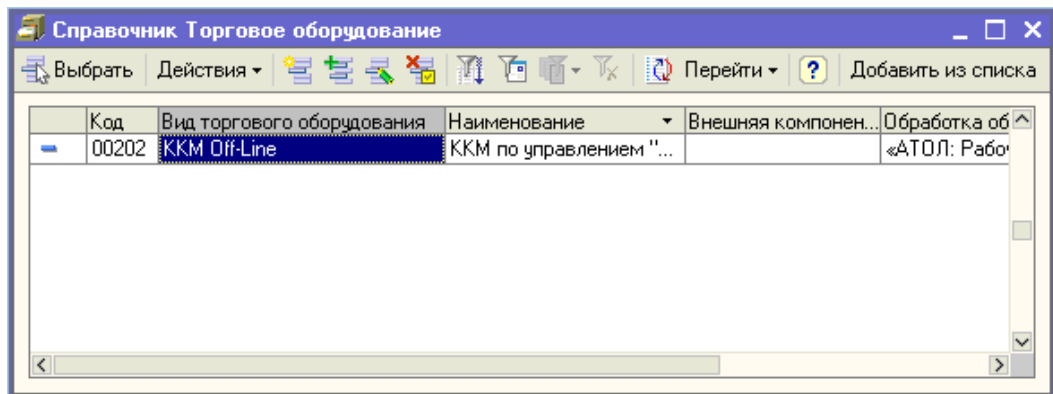 Справочник Торговое оборудование
Выбрать Действия Перейти ? Добавить из списка
Код Вид торгового оборудования Наименование Внешняя компонен... Обработка об
00202 ККМ Off-Line ККМ по управлением "... «АТОЛ: Рабоч